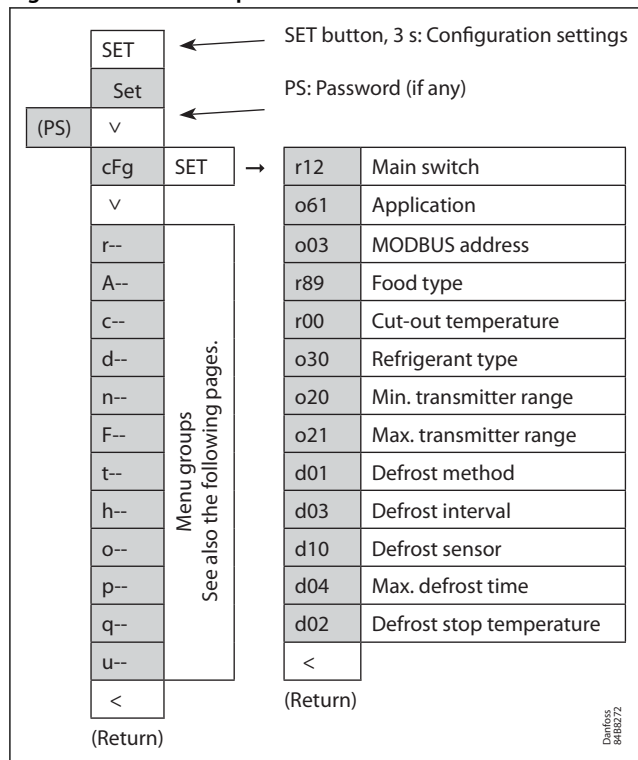 SET
SET button, 3 s: Configuration settings
Set
PS: Password (if any)
(PS) ∨
cFg SET → r12 Main switch
∨ o61 Application
r-- o03 MODBUS address
A-- r89 Food type
c-- r00 Cut-out temperature
d-- o30 Refrigerant type
n-- o20 Min. transmitter range
F-- o21 Max. transmitter range
t-- d01 Defrost method
h-- d03 Defrost interval
o-- d10 Defrost sensor
p-- d04 Max. defrost time
q-- d02 Defrost stop temperature
u-- <
< (Return)
(Return)
Menu groups
See also the following pages.
Danfoss
84B8272